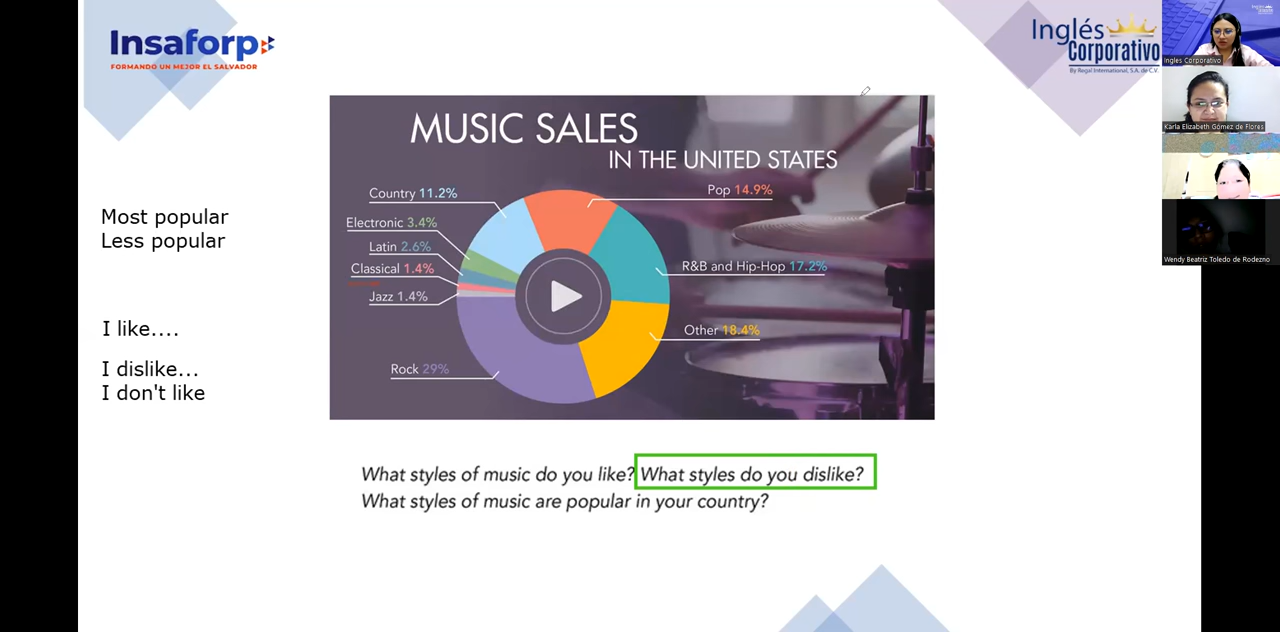 Insaforp
FORMANDO UN MEJOR EL SALVADOR
Inglés
Corporativo
By Regal International, S.A. de C.V.
Ingles Corporativo
Karla Elizabeth Gómez de Flores
Wendy Beatriz Toledo de Rodezno
MUSIC SALES
IN THE UNITED STATES
Country 11.2%
Pop 14.9%
Electronic 3.4%
Latin 2.6%
R&B and Hip-Hop 17.2%
Classical 1.4%
Jazz 1.4%
Other 18.4%
Rock 29%
Most popular
Less popular
I like....
I dislike...
I don't like
What styles of music do you like? What styles do you dislike?
What styles of music are popular in your country?